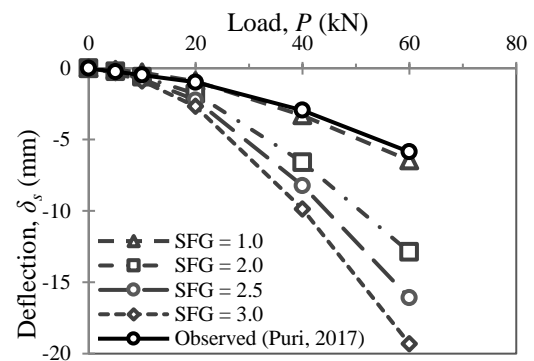 Load, P (kN)
0 20 40 60 80
0
-5
-10
-15
-20
Deflection, δs (mm)
SFG = 1.0
SFG = 2.0
SFG = 2.5
SFG = 3.0
Observed (Puri, 2017)